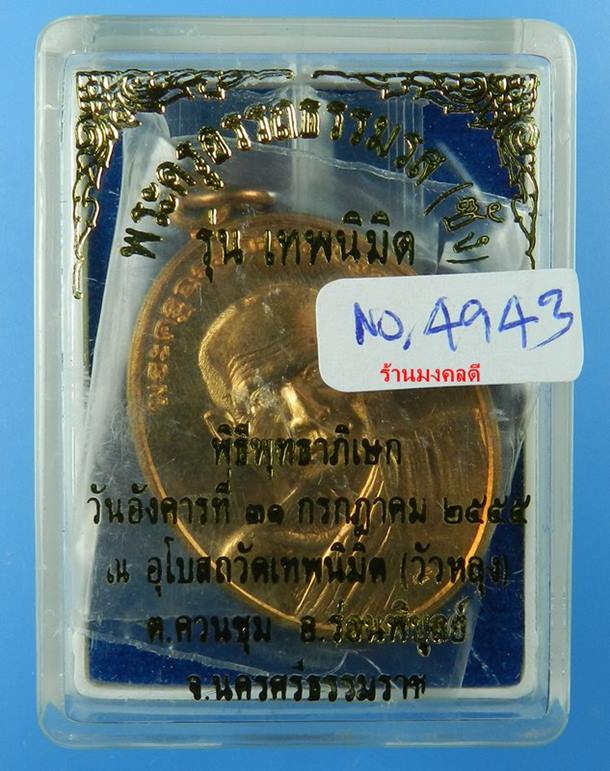 พระครูอรรถธรรมรส
รุ่น เทพนิมิต
NO, 4943
ร้านมงคลดี
พิธีพุทธาภิเษก
วันอังคารที่ ๓๑ กรกฎาคม ๒๕๕๕
ณ อุโบสถวัดเทพนิมิต (วัวหลุง)
ต.ควนชุม อ.ร่อนพิบูลย์
จ.นครศรีธรรมราช